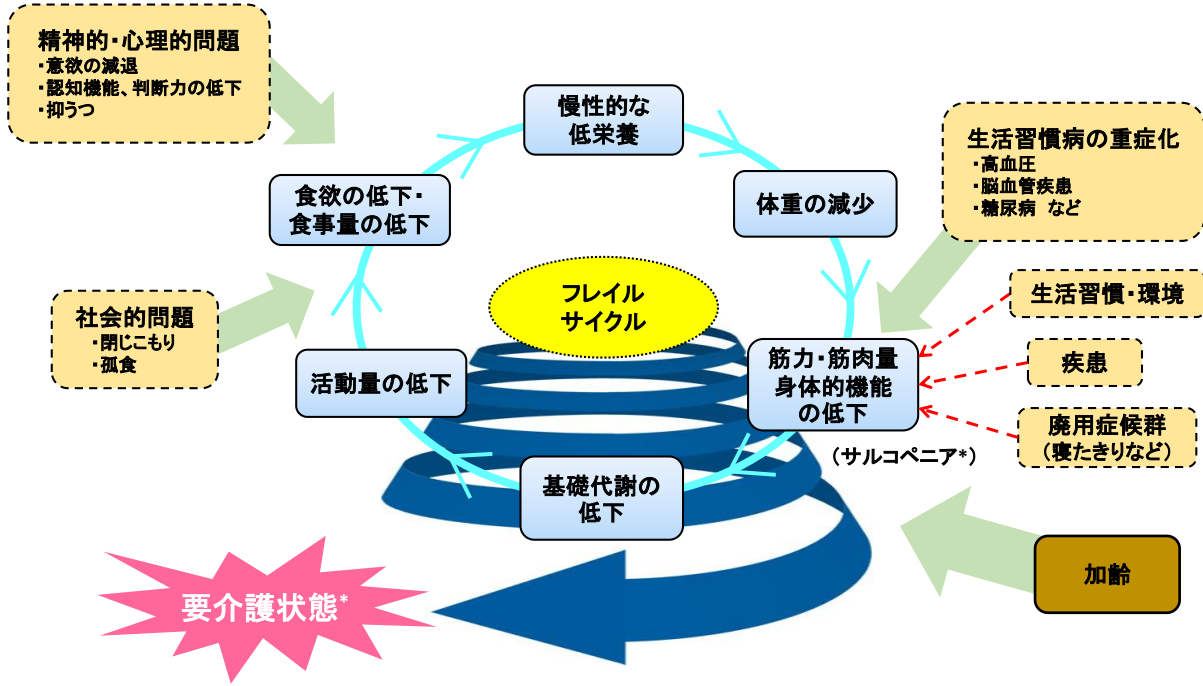 精神的・心理的問題
・意欲の減退
・認知機能、判断力の低下
・抑うつ
慢性的な
低栄養
生活習慣病の重症化
・高血圧
・脳血管疾患
・糖尿病 など
食欲の低下・
食事量の低下
体重の減少
フレイル
サイクル
生活習慣・環境
社会的問題
・閉じこもり
・孤食
活動量の低下
筋力・筋肉量
身体的機能
の低下
疾患
廃用症候群
（寝たきりなど）
（サルコペニア*）
基礎代謝の
低下
加齢
要介護状態*